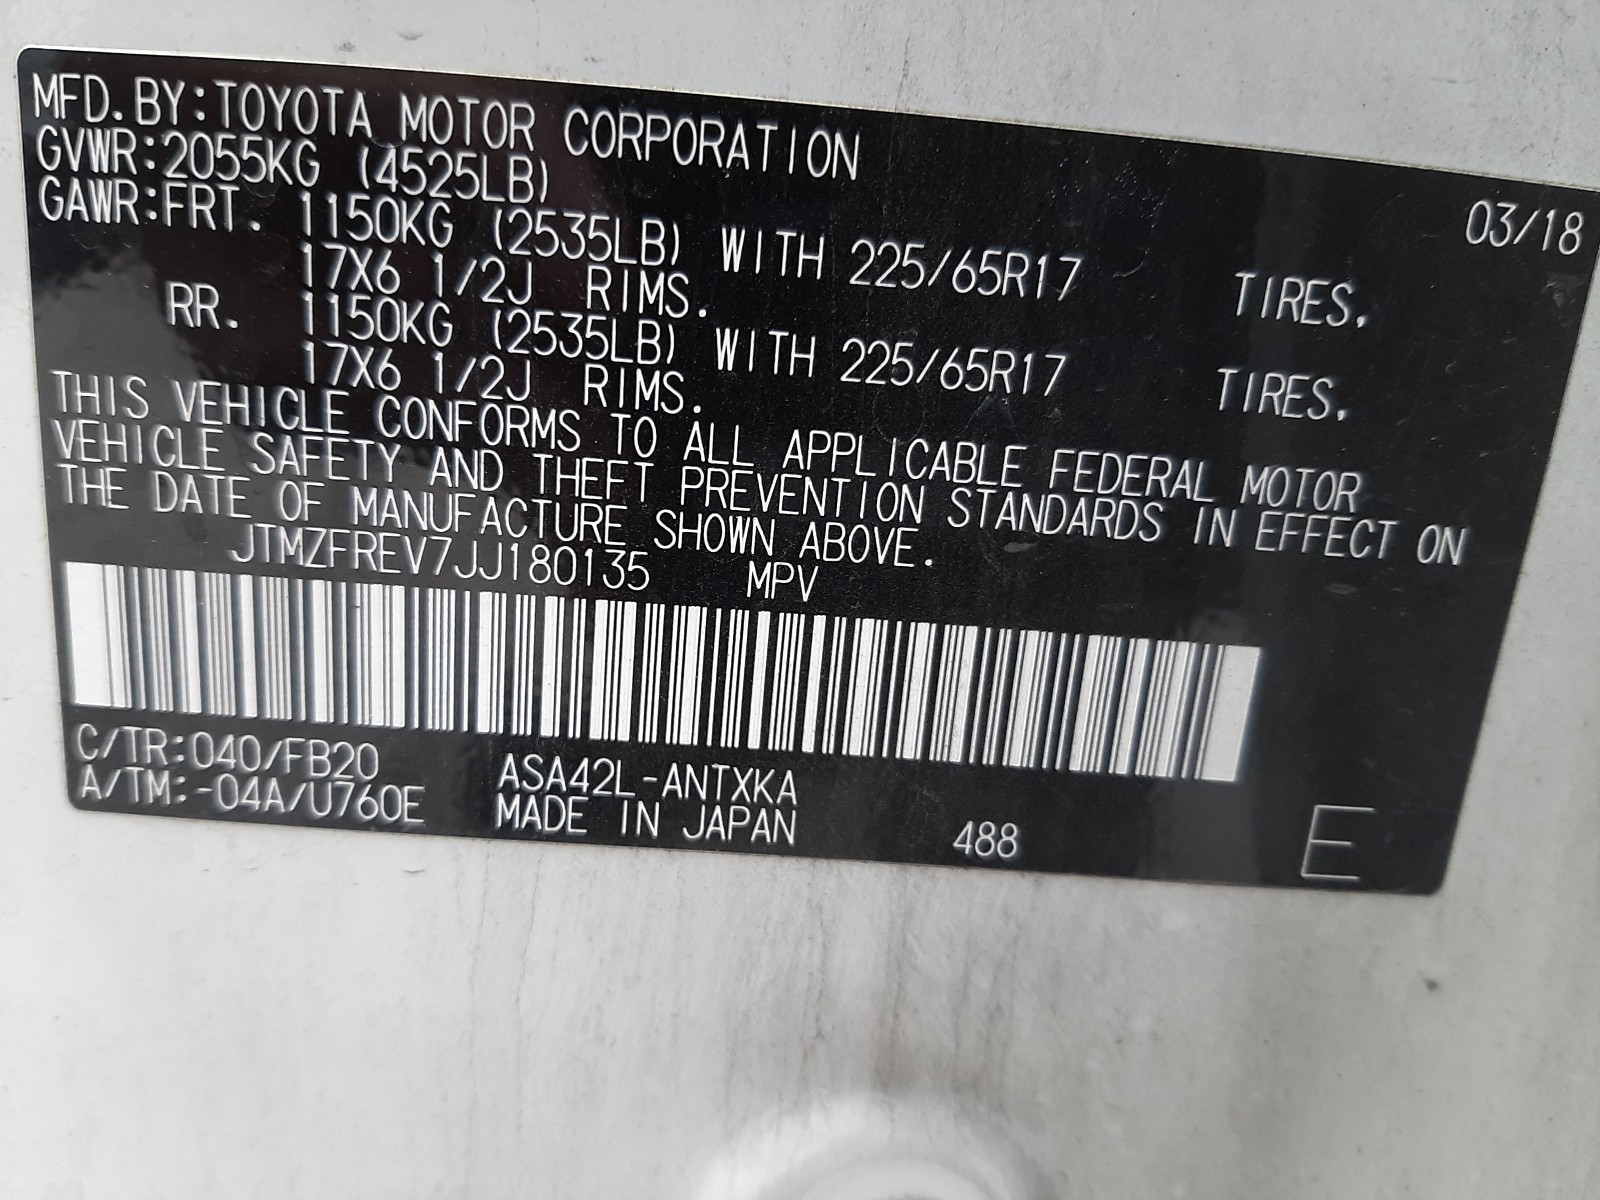 MFD. BY: TOYOTA MOTOR CORPORATION 03/18
GVWR: 2055KG (4525LB)
GAWR: FRT. 1150KG (2535LB) WITH 225/65R17 TIRES,
17X6 1/2J RIMS.
RR. 1150KG (2535LB) WITH 225/65R17 TIRES,
17X6 1/2J RIMS.
THIS VEHICLE CONFORMS TO ALL APPLICABLE FEDERAL MOTOR
VEHICLE SAFETY AND THEFT PREVENTION STANDARDS IN EFFECT ON
THE DATE OF MANUFACTURE SHOWN ABOVE.
JTMZFREV7JJ180135 MPV
C/TR: 040/FB20 ASA42L-ANTXKA
A/TM: -04A/U760E MADE IN JAPAN 488 E